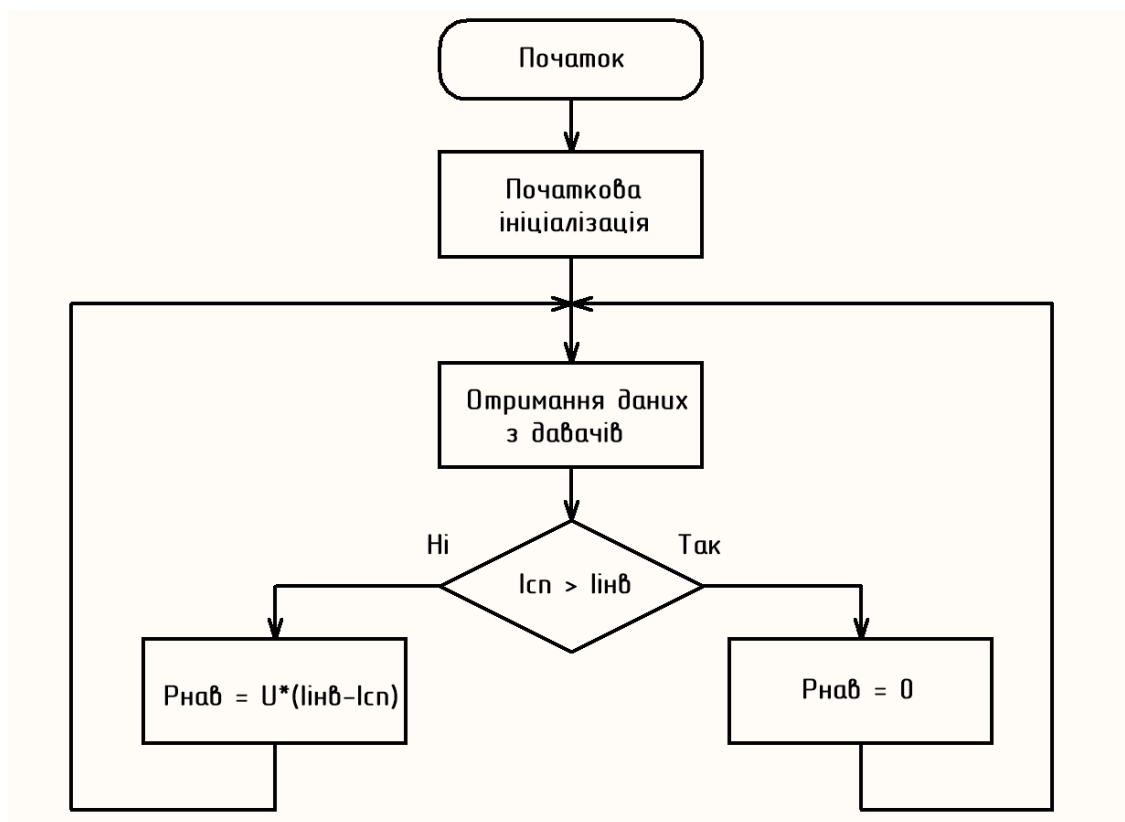 Початок
Початкова
ініціалізація
Отримання даних
з давачів
Ні
Так
Iсп > Iінв
Pнав = U*(Iінв-Iсп)
Pнав = 0